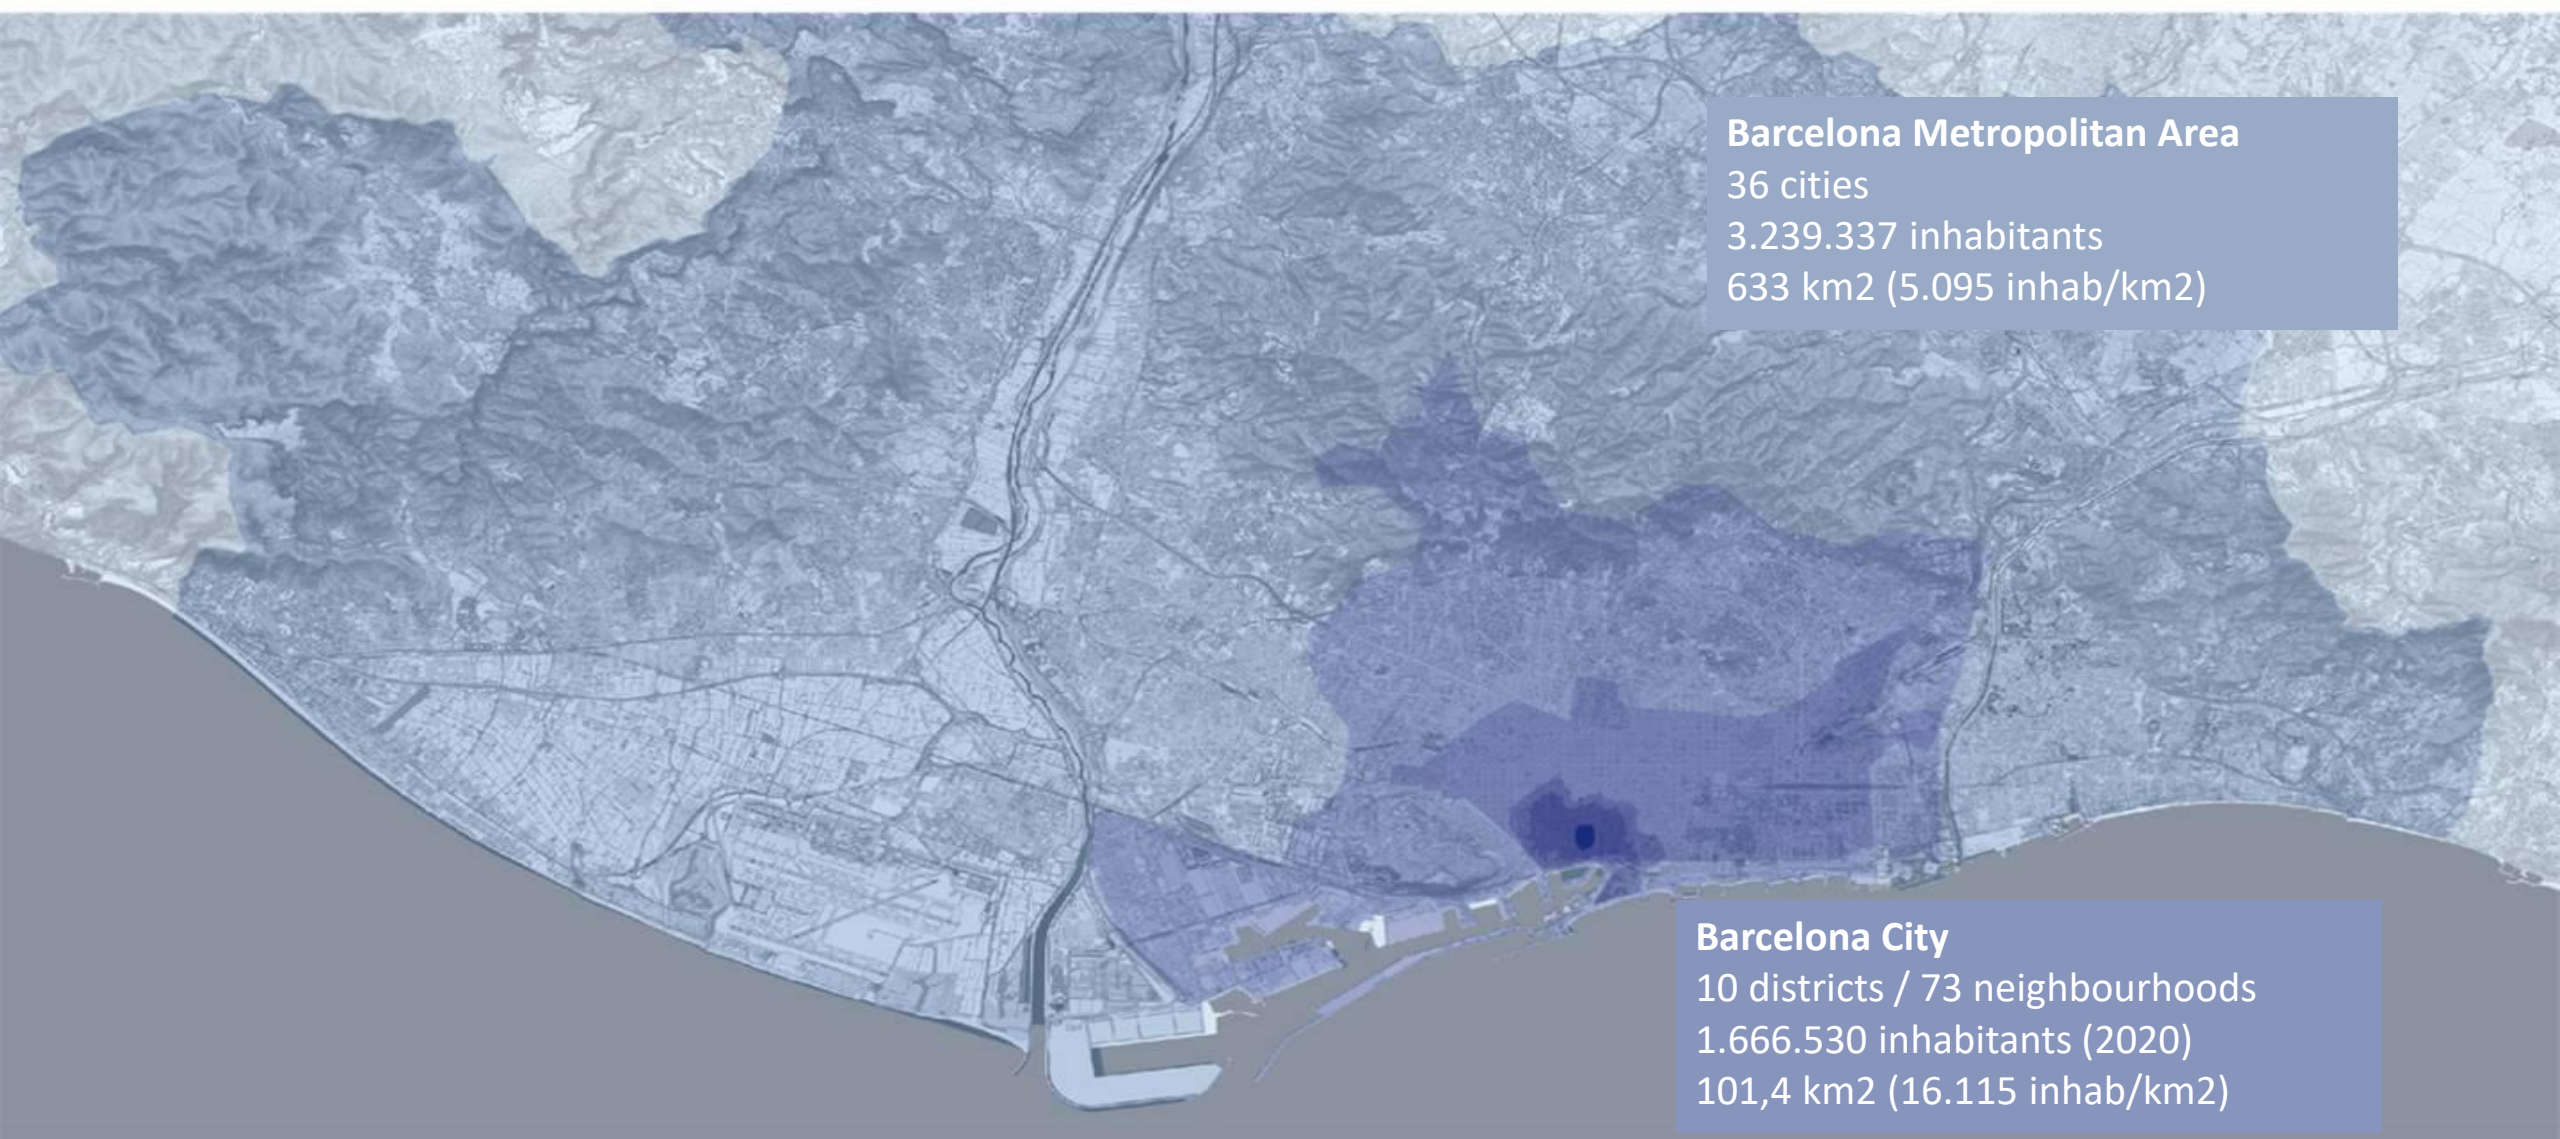 Barcelona Metropolitan Area
36 cities
3.239.337 inhabitants
633 km2 (5.095 inhab/km2)
Barcelona City
10 districts / 73 neighbourhoods
1.666.530 inhabitants (2020)
101,4 km2 (16.115 inhab/km2)